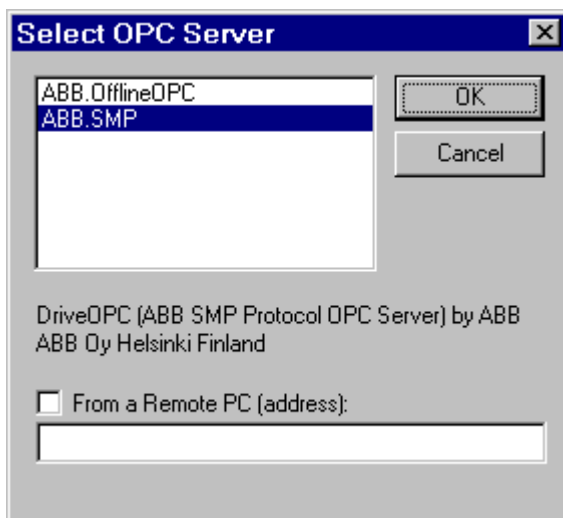 Select OPC Server
ABB.OfflineOPC
ABB.SMP
OK
Cancel
DriveOPC (ABB SMP Protocol OPC Server) by ABB
ABB Oy Helsinki Finland
From a Remote PC (address):